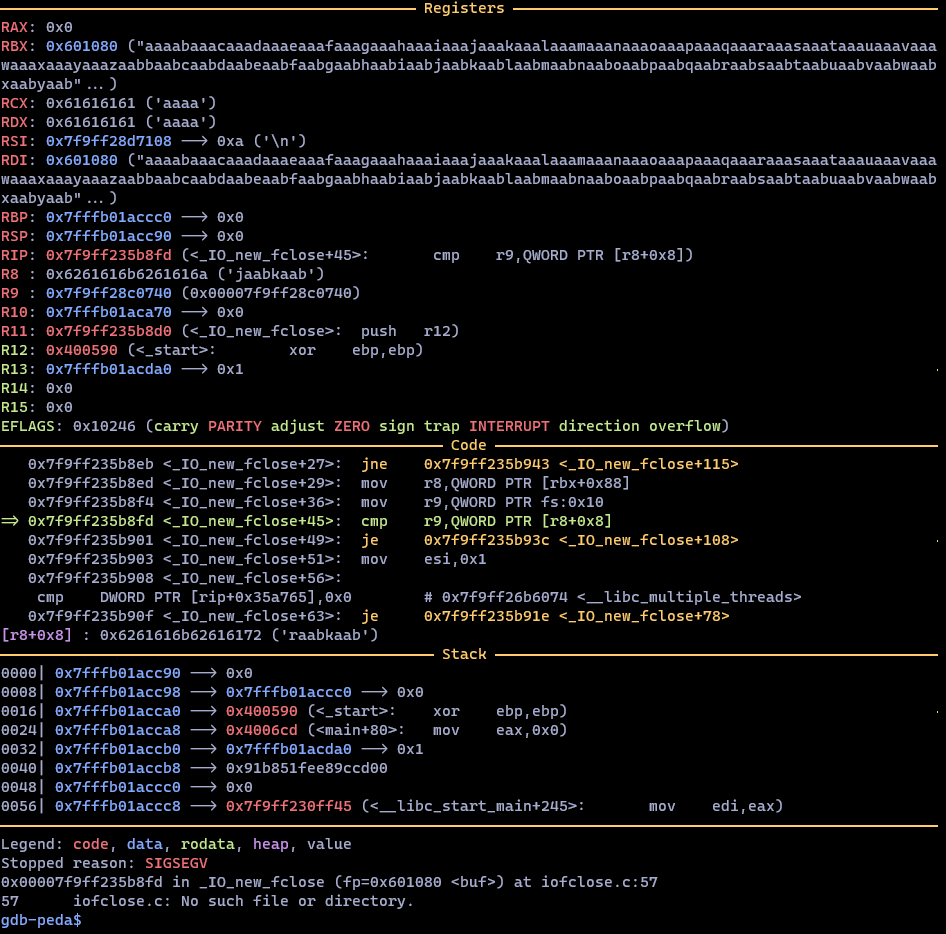 Registers
RAX: 0x0
RBX: 0x601080 ("aaaabaaacaaadaaaeaaafaaagaaahaaaiaaajaaakaaalaaamaaanaaaoaaapaaaqaaaraaasaaataaauaaavaaa
waaaxaaayaaazaabbaabcaabdaabeaabfaabgaabhaabiaabjaabkaablaabmaabnaaboaabpaabqaabraabsaabtaabuaabvaabwaab
xaabyaab"...)
RCX: 0x61616161 ('aaaa')
RDX: 0x61616161 ('aaaa')
RSI: 0x7f9ff28d7108 --> 0xa ('\n')
RDI: 0x601080 ("aaaabaaacaaadaaaeaaafaaagaaahaaaiaaajaaakaaalaaamaaanaaaoaaapaaaqaaaraaasaaataaauaaavaaa
waaaxaaayaaazaabbaabcaabdaabeaabfaabgaabhaabiaabjaabkaablaabmaabnaaboaabpaabqaabraabsaabtaabuaabvaabwaab
xaabyaab"...)
RBP: 0x7fffb01accc0 --> 0x0
RSP: 0x7fffb01acc90 --> 0x0
RIP: 0x7f9ff235b8fd (<_IO_new_fclose+45>: cmp r9,QWORD PTR [r8+0x8])
R8 : 0x6261616b6261616a ('jaabkaab')
R9 : 0x7f9ff28c0740 (0x00007f9ff28c0740)
R10: 0x7fffb01aca70 --> 0x0
R11: 0x7f9ff235b8d0 (<_IO_new_fclose>: push r12)
R12: 0x400590 (<_start>: xor ebp,ebp)
R13: 0x7fffb01acda0 --> 0x1
R14: 0x0
R15: 0x0
EFLAGS: 0x10246 (carry PARITY adjust ZERO sign trap INTERRUPT direction overflow)
Code
0x7f9ff235b8eb <_IO_new_fclose+27>: jne 0x7f9ff235b943 <_IO_new_fclose+115>
0x7f9ff235b8ed <_IO_new_fclose+29>: mov r8,QWORD PTR [rbx+0x88]
0x7f9ff235b8f4 <_IO_new_fclose+36>: mov r9,QWORD PTR fs:0x10
=> 0x7f9ff235b8fd <_IO_new_fclose+45>: cmp r9,QWORD PTR [r8+0x8]
0x7f9ff235b901 <_IO_new_fclose+49>: je 0x7f9ff235b93c <_IO_new_fclose+108>
0x7f9ff235b903 <_IO_new_fclose+51>: mov esi,0x1
0x7f9ff235b908 <_IO_new_fclose+56>:
cmp DWORD PTR [rip+0x35a765],0x0 # 0x7f9ff26b6074 <__libc_multiple_threads>
0x7f9ff235b90f <_IO_new_fclose+63>: je 0x7f9ff235b91e <_IO_new_fclose+78>
[r8+0x8] : 0x6261616b62616172 ('raabkaab')
Stack
0000| 0x7fffb01acc90 --> 0x0
0008| 0x7fffb01acc98 --> 0x7fffb01accc0 --> 0x0
0016| 0x7fffb01acca0 --> 0x400590 (<_start>: xor ebp,ebp)
0024| 0x7fffb01acca8 --> 0x4006cd (<main+80>: mov eax,0x0)
0032| 0x7fffb01accb0 --> 0x7fffb01acda0 --> 0x1
0040| 0x7fffb01accb8 --> 0x91b851fee89ccd00
0048| 0x7fffb01accc0 --> 0x0
0056| 0x7fffb01accc8 --> 0x7f9ff230ff45 (<__libc_start_main+245>: mov edi,eax)
Legend: code, data, rodata, heap, value
Stopped reason: SIGSEGV
0x00007f9ff235b8fd in _IO_new_fclose (fp=0x601080 <buf>) at iofclose.c:57
57 iofclose.c: No such file or directory.
gdb-peda$